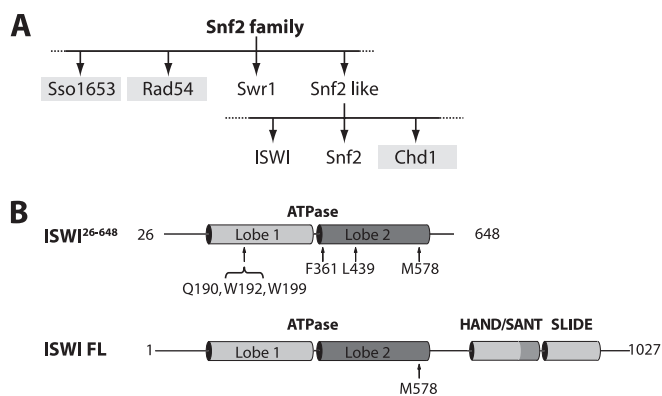 A
Snf2 family
Sso1653 Rad54 Swr1 Snf2 like
ISWI Snf2 Chd1
B
ATPase
ISWI26-648 26 Lobe 1 Lobe 2 648
F361 L439 M578
Q190, W192, W199
ATPase HAND/SANT SLIDE
ISWI FL 1 Lobe 1 Lobe 2 1027
M578